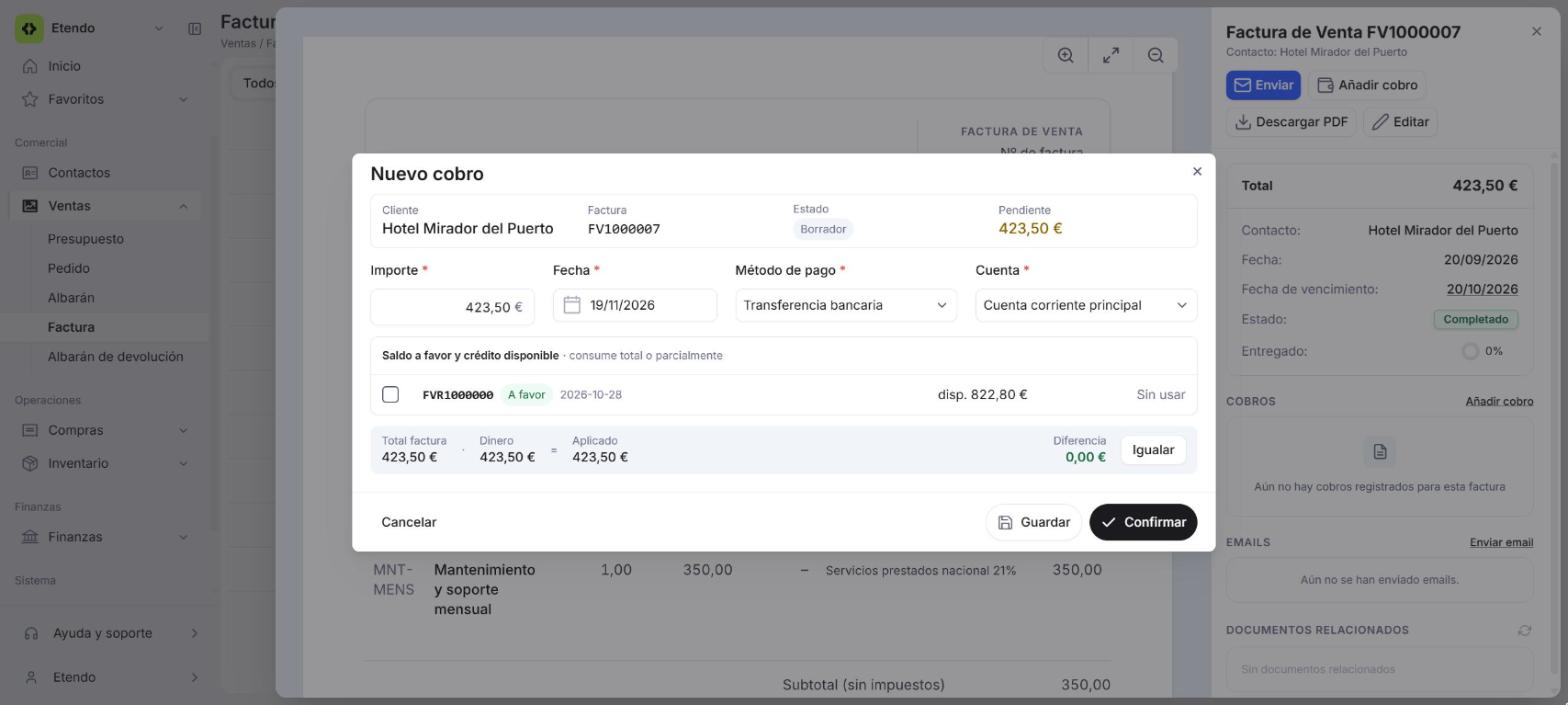 Etendo
Inicio
Favoritos
Comercial
Contactos
Ventas
Presupuesto
Pedido
Albarán
Factura
Albarán de devolución
Operaciones
Compras
Inventario
Finanzas
Finanzas
Sistema
Ayuda y soporte
Etendo
Factur
Ventas / Fa
Todos
FACTURA DE VENTA
Nº de factura
Nuevo cobro
Cliente Factura Estado Pendiente
Hotel Mirador del Puerto FV1000007 Borrador 423,50 €
Importe * Fecha * Método de pago * Cuenta *
423,50 € 19/11/2026 Transferencia bancaria Cuenta corriente principal
Saldo a favor y crédito disponible · consume total o parcialmente
FVR1000000 A favor 2026-10-28 disp. 822,80 € Sin usar
Total factura · Dinero = Aplicado Diferencia
423,50 € 423,50 € 423,50 € 0,00 € Igualar
Cancelar Guardar Confirmar
MNT-MENS Mantenimiento y soporte mensual 1,00 350,00 – Servicios prestados nacional 21% 350,00
Subtotal (sin impuestos) 350,00
Factura de Venta FV1000007
Contacto: Hotel Mirador del Puerto
Enviar Añadir cobro
Descargar PDF Editar
Total 423,50 €
Contacto: Hotel Mirador del Puerto
Fecha: 20/09/2026
Fecha de vencimiento: 20/10/2026
Estado: Completado
Entregado: 0%
COBROS Añadir cobro
Aún no hay cobros registrados para esta factura
EMAILS Enviar email
Aún no se han enviado emails.
DOCUMENTOS RELACIONADOS
Sin documentos relacionados